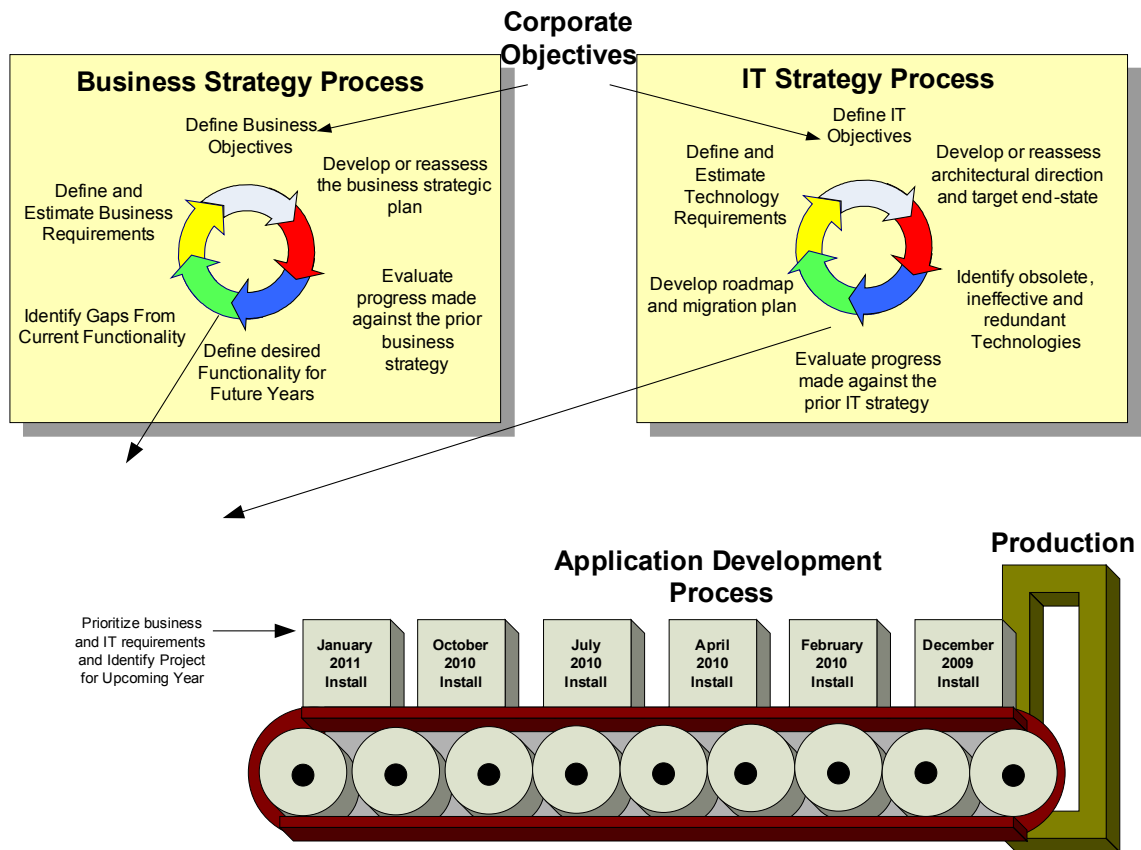 Corporate
Objectives
Business Strategy Process
Define Business
Objectives
Develop or reassess
the business strategic
plan
Evaluate
progress made
against the prior
business
strategy
Define desired
Functionality for
Future Years
Identify Gaps From
Current Functionality
Define and
Estimate Business
Requirements
IT Strategy Process
Define IT
Objectives
Develop or reassess
architectural direction
and target end-state
Identify obsolete,
ineffective and
redundant
Technologies
Evaluate progress
made against the
prior IT strategy
Develop roadmap
and migration plan
Define and
Estimate
Technology
Requirements
Application Development
Process
Production
Prioritize business
and IT requirements
and Identify Project
for Upcoming Year
January
2011
Install
October
2010
Install
July
2010
Install
April
2010
Install
February
2010
Install
December
2009
Install